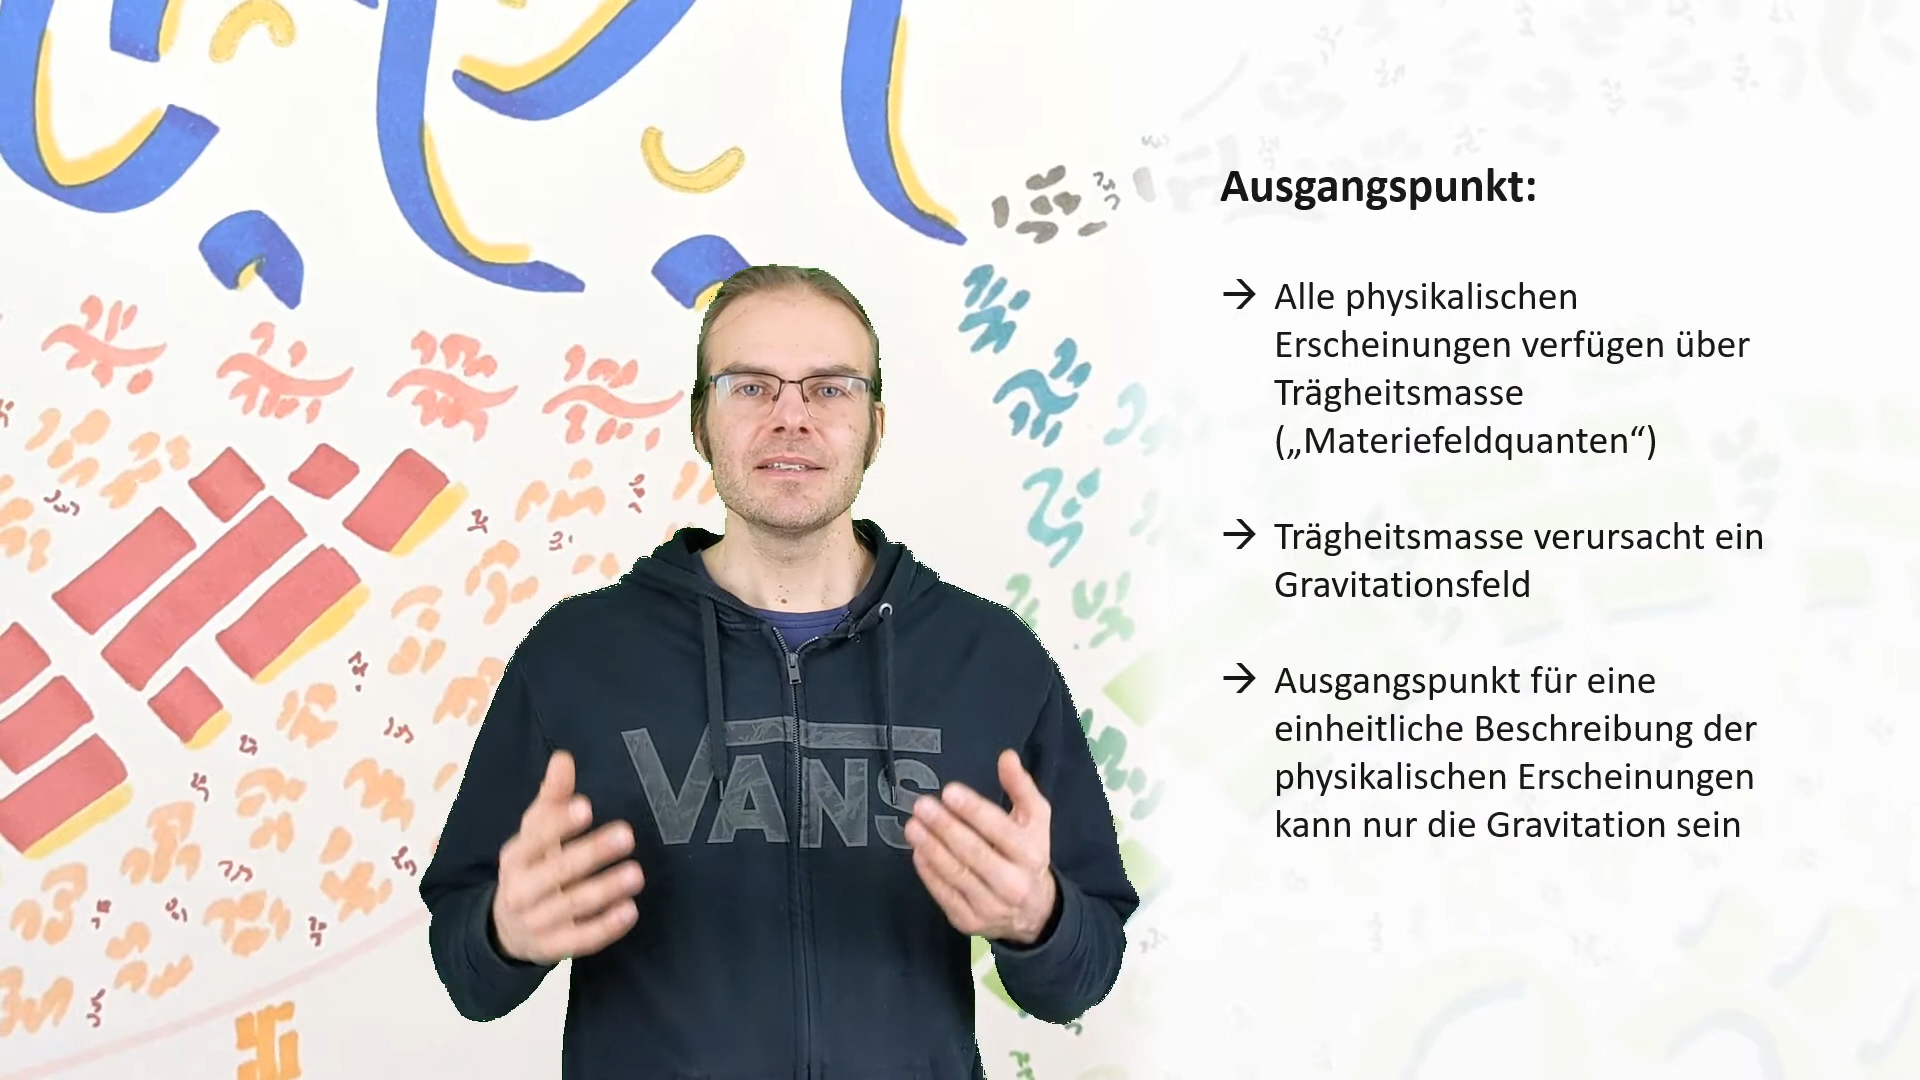 Ausgangspunkt:
→ Alle physikalischen
Erscheinungen verfügen über
Trägheitsmasse
(„Materiefeldquanten“)
→ Trägheitsmasse verursacht ein
Gravitationsfeld
→ Ausgangspunkt für eine
einheitliche Beschreibung der
physikalischen Erscheinungen
kann nur die Gravitation sein
VANS